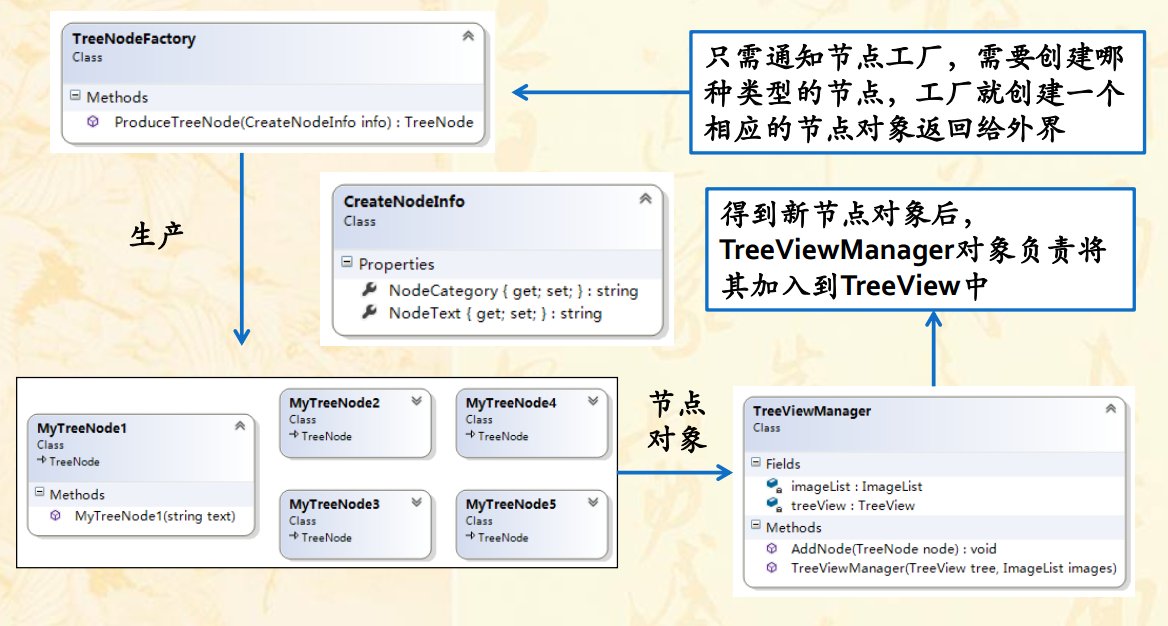 TreeNodeFactory
Class
Methods
ProduceTreeNode(CreateNodeInfo info) : TreeNode
只需通知节点工厂，需要创建哪
种类型的节点，工厂就创建一个
相应的节点对象返回给外界
生产
CreateNodeInfo
Class
Properties
NodeCategory { get; set; } : string
NodeText { get; set; } : string
得到新节点对象后，
TreeViewManager对象负责将
其加入到TreeView中
MyTreeNode1
Class
TreeNode
Methods
MyTreeNode1(string text)
MyTreeNode2
Class
TreeNode
MyTreeNode4
Class
TreeNode
MyTreeNode3
Class
TreeNode
MyTreeNode5
Class
TreeNode
节点
对象
TreeViewManager
Class
Fields
imageList : ImageList
treeView : TreeView
Methods
AddNode(TreeNode node) : void
TreeViewManager(TreeView tree, ImageList images)